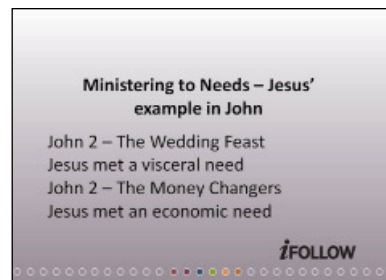 Ministering to Needs – Jesus’
example in John
John 2 – The Wedding Feast
Jesus met a visceral need
John 2 – The Money Changers
Jesus met an economic need
iFOLLOW